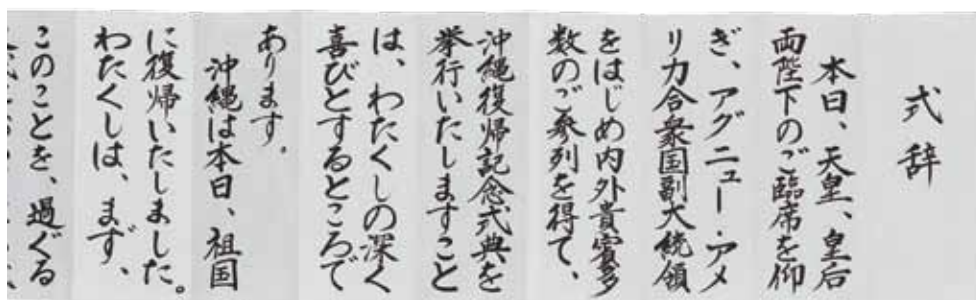 式辞
本日、天皇、皇后
両陛下のご臨席を仰
ぎ、アグニュー・アメ
リカ合衆国副大統領
をはじめ内外貴賓多
数のご参列を得て、
沖縄復帰記念式典を
挙行いたしますこと
は、わたくしの深く
喜びとするところで
あります。
沖縄は本日、祖国
に復帰いたしました。
わたくしは、まず、
このことを、過ぐる